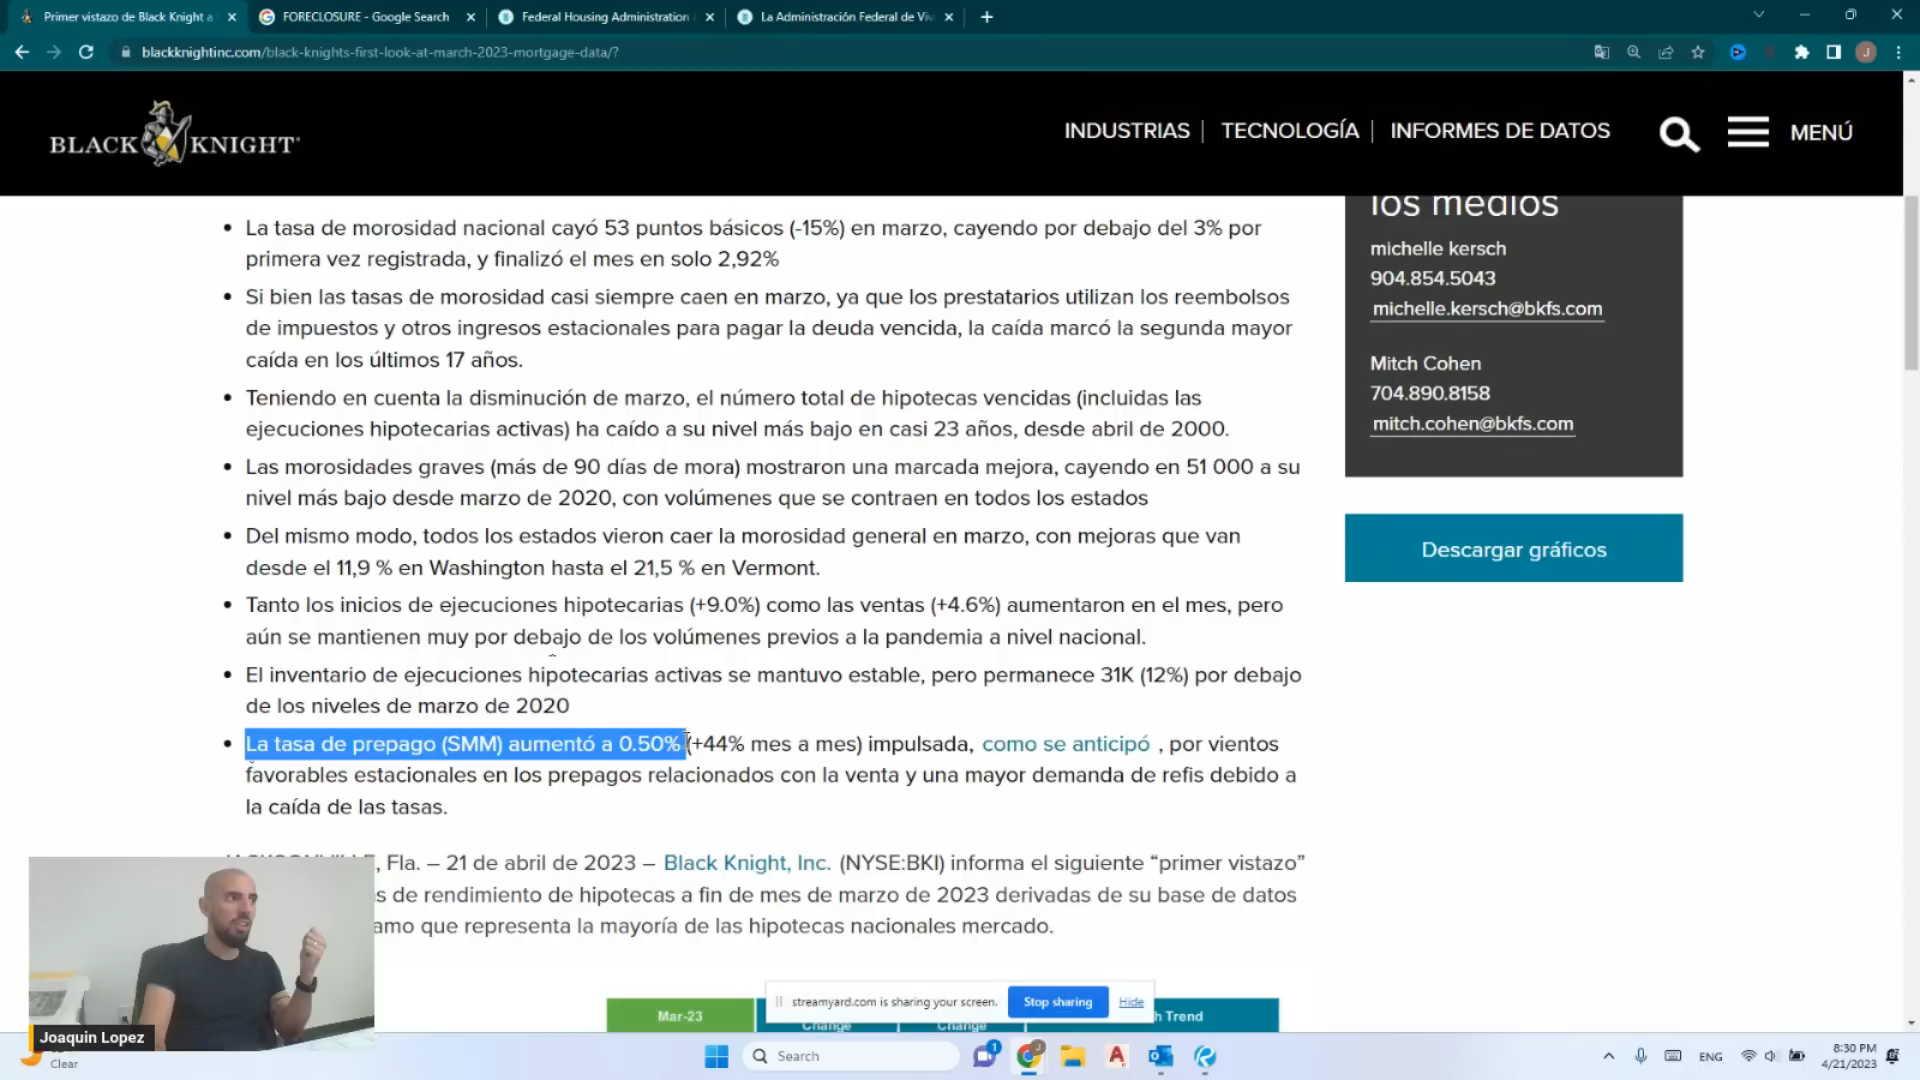 Primer vistazo de Black Knight a
FORECLOSURE - Google Search
Federal Housing Administration
La Administración Federal de Viv
blackknightinc.com/black-knights-first-look-at-march-2023-mortgage-data/?
BLACK KNIGHT
INDUSTRIAS | TECNOLOGÍA | INFORMES DE DATOS
MENÚ
• La tasa de morosidad nacional cayó 53 puntos básicos (-15%) en marzo, cayendo por debajo del 3% por
primera vez registrada, y finalizó el mes en solo 2,92%
• Si bien las tasas de morosidad casi siempre caen en marzo, ya que los prestatarios utilizan los reembolsos
de impuestos y otros ingresos estacionales para pagar la deuda vencida, la caída marcó la segunda mayor
caída en los últimos 17 años.
• Teniendo en cuenta la disminución de marzo, el número total de hipotecas vencidas (incluidas las
ejecuciones hipotecarias activas) ha caído a su nivel más bajo en casi 23 años, desde abril de 2000.
• Las morosidades graves (más de 90 días de mora) mostraron una marcada mejora, cayendo en 51 000 a su
nivel más bajo desde marzo de 2020, con volúmenes que se contraen en todos los estados
• Del mismo modo, todos los estados vieron caer la morosidad general en marzo, con mejoras que van
desde el 11,9 % en Washington hasta el 21,5 % en Vermont.
• Tanto los inicios de ejecuciones hipotecarias (+9.0%) como las ventas (+4.6%) aumentaron en el mes, pero
aún se mantienen muy por debajo de los volúmenes previos a la pandemia a nivel nacional.
• El inventario de ejecuciones hipotecarias activas se mantuvo estable, pero permanece 31K (12%) por debajo
de los niveles de marzo de 2020
• La tasa de prepago (SMM) aumentó a 0.50% (+44% mes a mes) impulsada, como se anticipó , por vientos
favorables estacionales en los prepagos relacionados con la venta y una mayor demanda de refis debido a
la caída de las tasas.
, Fla. – 21 de abril de 2023 – Black Knight, Inc. (NYSE:BKI) informa el siguiente “primer vistazo”
s de rendimiento de hipotecas a fin de mes de marzo de 2023 derivadas de su base de datos
amo que representa la mayoría de las hipotecas nacionales mercado.
los medios
michelle kersch
904.854.5043
michelle.kersch@bkfs.com
Mitch Cohen
704.890.8158
mitch.cohen@bkfs.com
Descargar gráficos
Mar-23
Change
Change
h Trend
streamyard.com is sharing your screen.
Stop sharing
Hide
Joaquin Lopez
Clear
Search
1
ENG
8:30 PM
4/21/2023